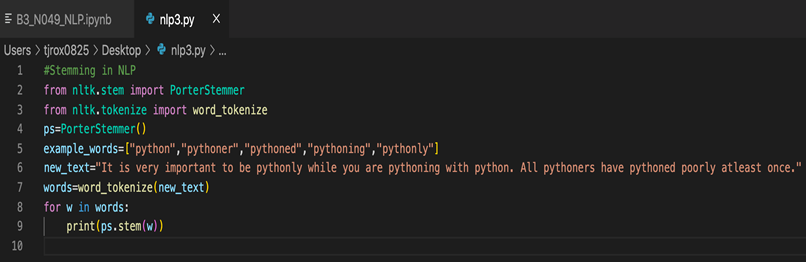 B3_N049_NLP.ipynb nlp3.py X
Users > tjrox0825 > Desktop > nlp3.py > ...
1 #Stemming in NLP
2 from nltk.stem import PorterStemmer
3 from nltk.tokenize import word_tokenize
4 ps=PorterStemmer()
5 example_words=["python","pythoner","pythoned","pythoning","pythonly"]
6 new_text="It is very important to be pythonly while you are pythoning with python. All pythoners have pythoned poorly atleast once."
7 words=word_tokenize(new_text)
8 for w in words:
9     print(ps.stem(w))
10